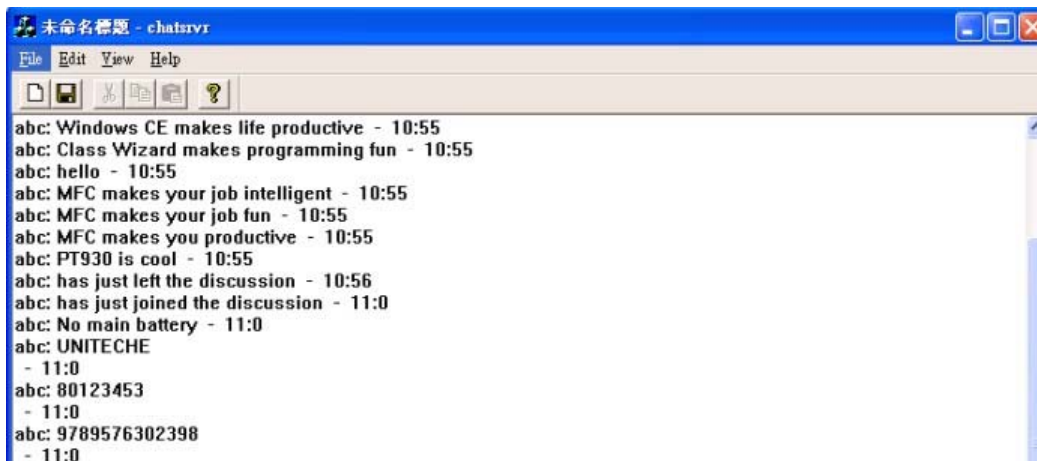 未命名標題 - chatsrvr
File Edit View Help
abc: Windows CE makes life productive - 10:55
abc: Class Wizard makes programming fun - 10:55
abc: hello - 10:55
abc: MFC makes your job intelligent - 10:55
abc: MFC makes your job fun - 10:55
abc: MFC makes you productive - 10:55
abc: PT930 is cool - 10:55
abc: has just left the discussion - 10:56
abc: has just joined the discussion - 11:0
abc: No main battery - 11:0
abc: UNITECHE
- 11:0
abc: 80123453
- 11:0
abc: 9789576302398
- 11:0